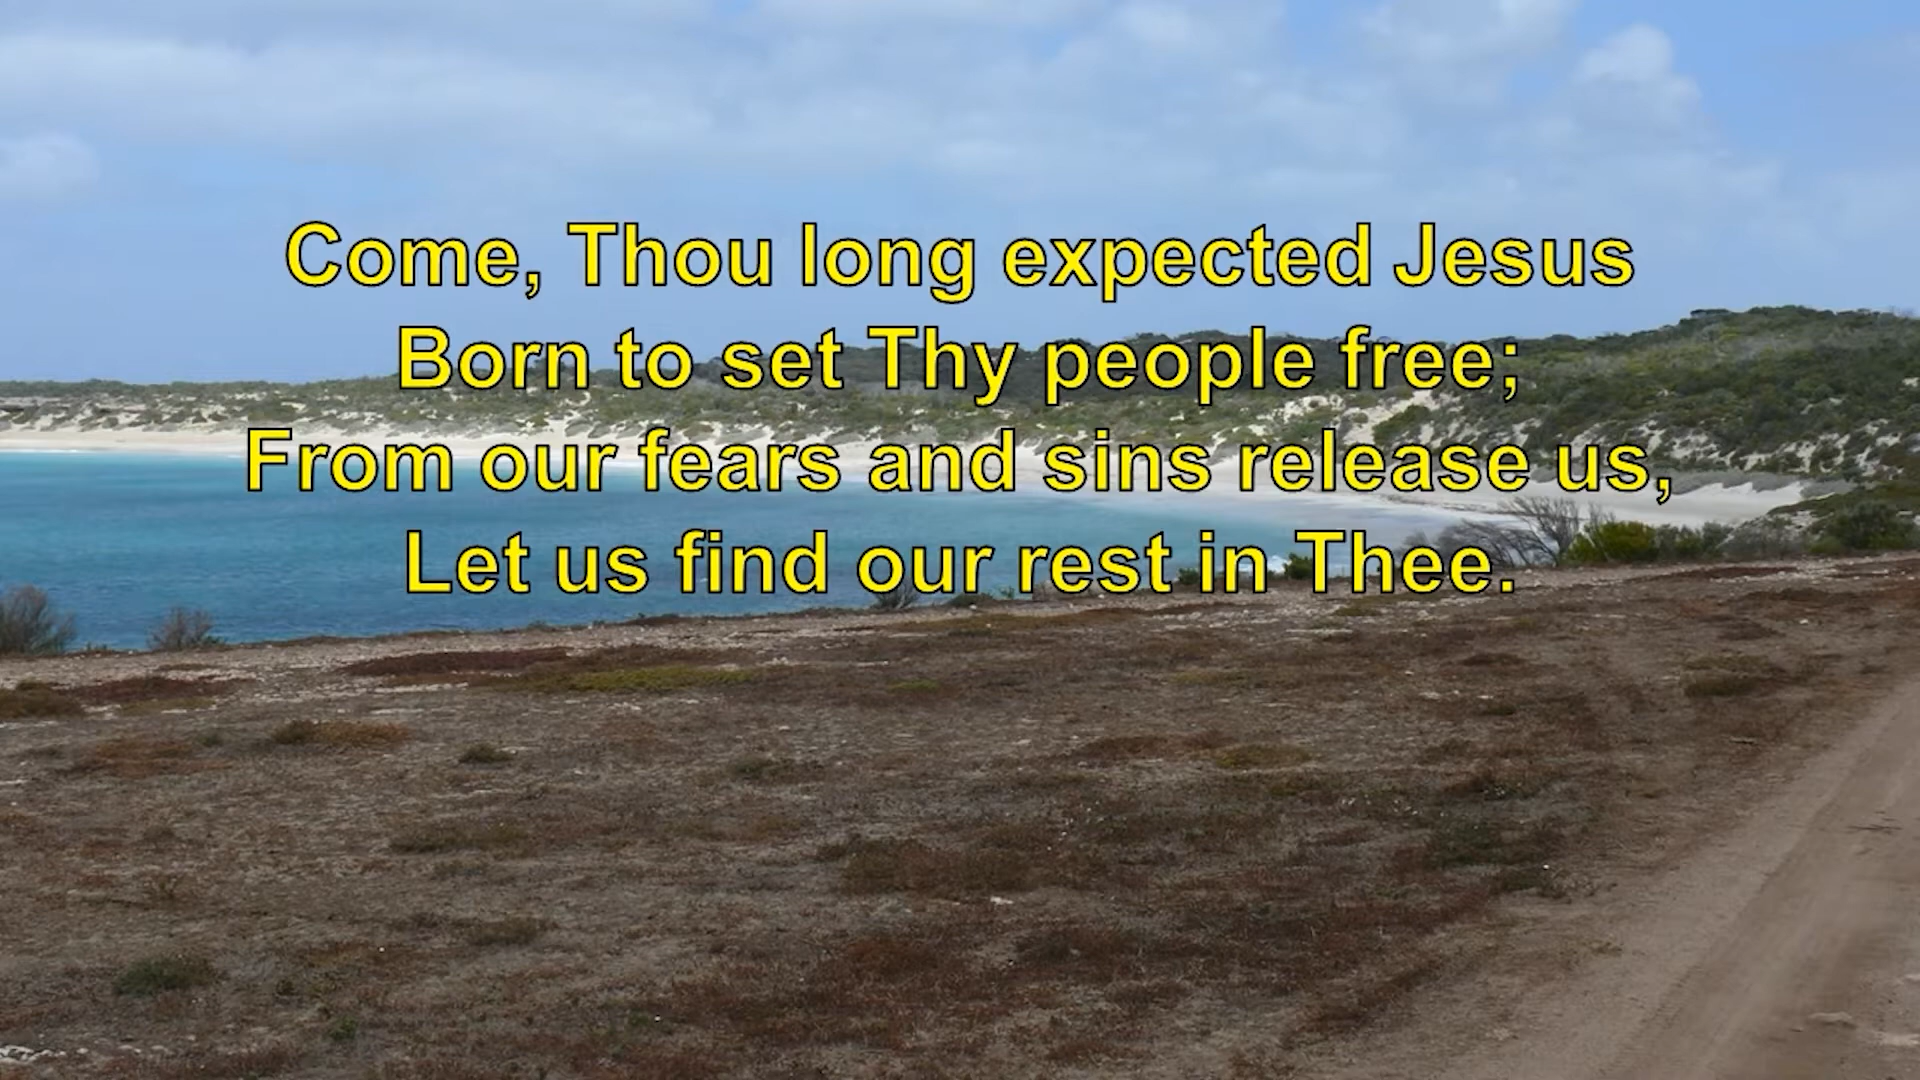 Come, Thou long expected Jesus
Born to set Thy people free;
From our fears and sins release us,
Let us find our rest in Thee.